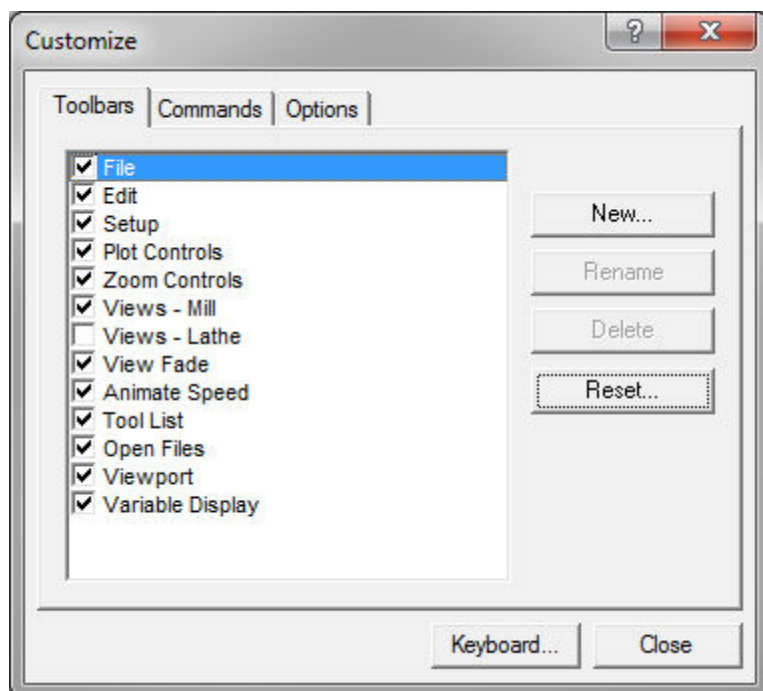 Customize
Toolbars Commands Options
File
Edit
Setup
Plot Controls
Zoom Controls
Views - Mill
Views - Lathe
View Fade
Animate Speed
Tool List
Open Files
Viewport
Variable Display
New...
Rename
Delete
Reset...
Keyboard... Close